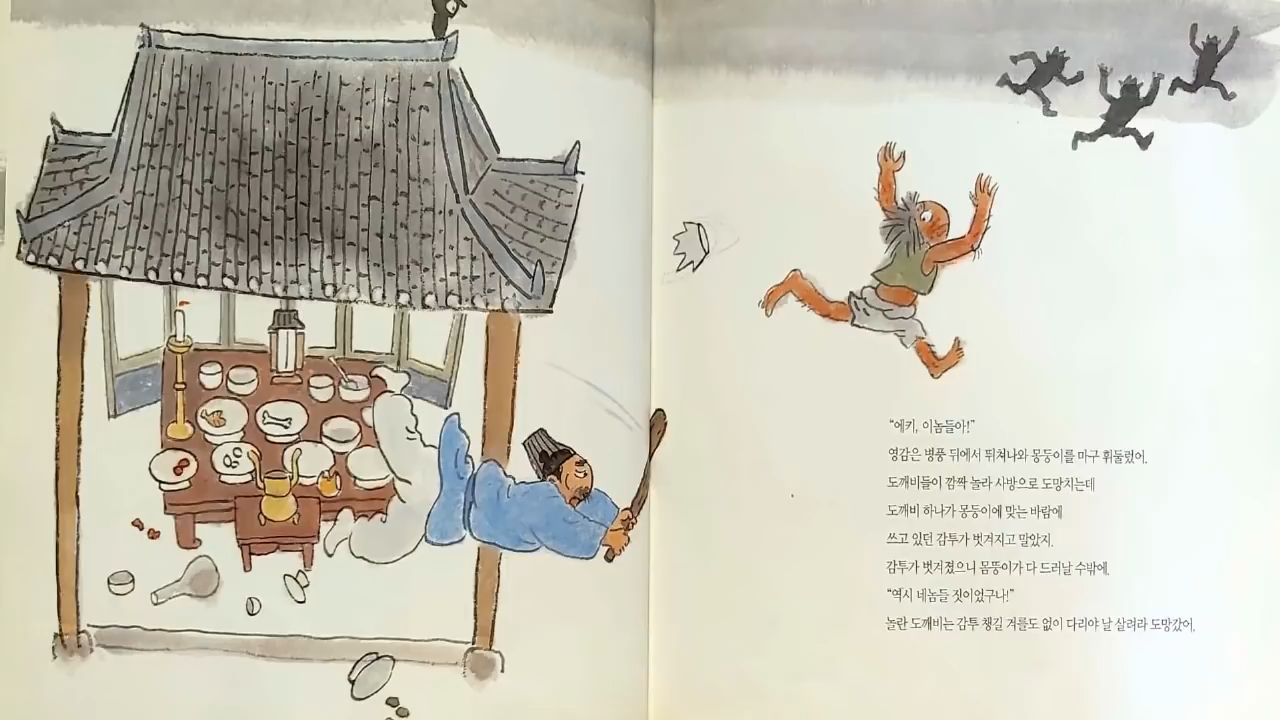 “에키, 이놈들아!”
영감은 병풍 뒤에서 뛰쳐나와 몽둥이를 마구 휘둘렀어.
도깨비들이 깜짝 놀라 사방으로 도망치는데
도깨비 하나가 몽둥이에 맞는 바람에
쓰고 있던 감투가 벗겨지고 말았지.
감투가 벗겨졌으니 몸뚱이가 다 드러날 수밖에.
“역시 네놈들 짓이었구나!”
놀란 도깨비는 감투 챙길 겨를도 없이 다리야 날 살려라 도망갔어.